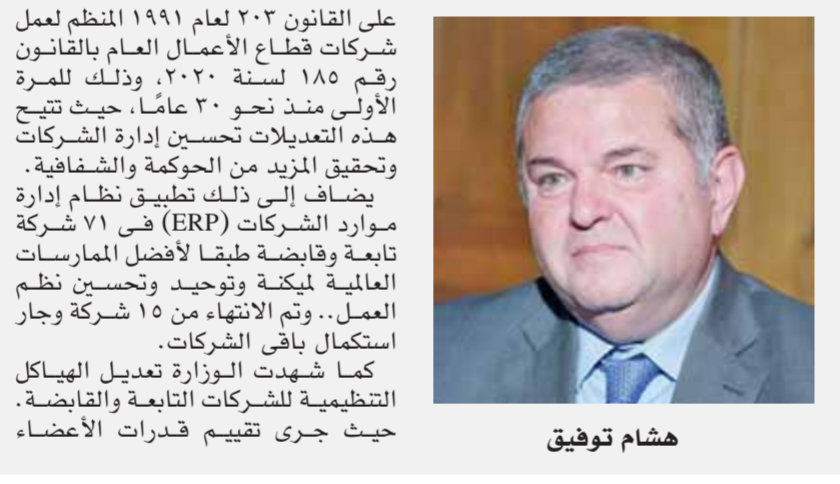 على القانون ٢٠٣ لعام ١٩٩١ المنظم لعمل
شركات قطاع الأعمال العام بالقانون
رقم ١٨٥ لسنة ٢٠٢٠، وذلك للمرة
الأولى منذ نحو ٣٠ عامًا، حيث تتيح
هذه التعديلات تحسين إدارة الشركات
وتحقيق المزيد من الحوكمة والشفافية.
يضاف إلى ذلك تطبيق نظام إدارة
موارد الشركات (ERP) فى ٧١ شركة
تابعة وقابضة طبقا لأفضل الممارسات
العالمية لميكنة وتوحيد وتحسين نظم
العمل.. وتم الانتهاء من ١٥ شركة وجار
استكمال باقى الشركات.
كما شهدت الوزارة تعديل الهياكل
التنظيمية للشركات التابعة والقابضة.
حيث جرى تقييم قدرات الأعضاء
هشام توفيق